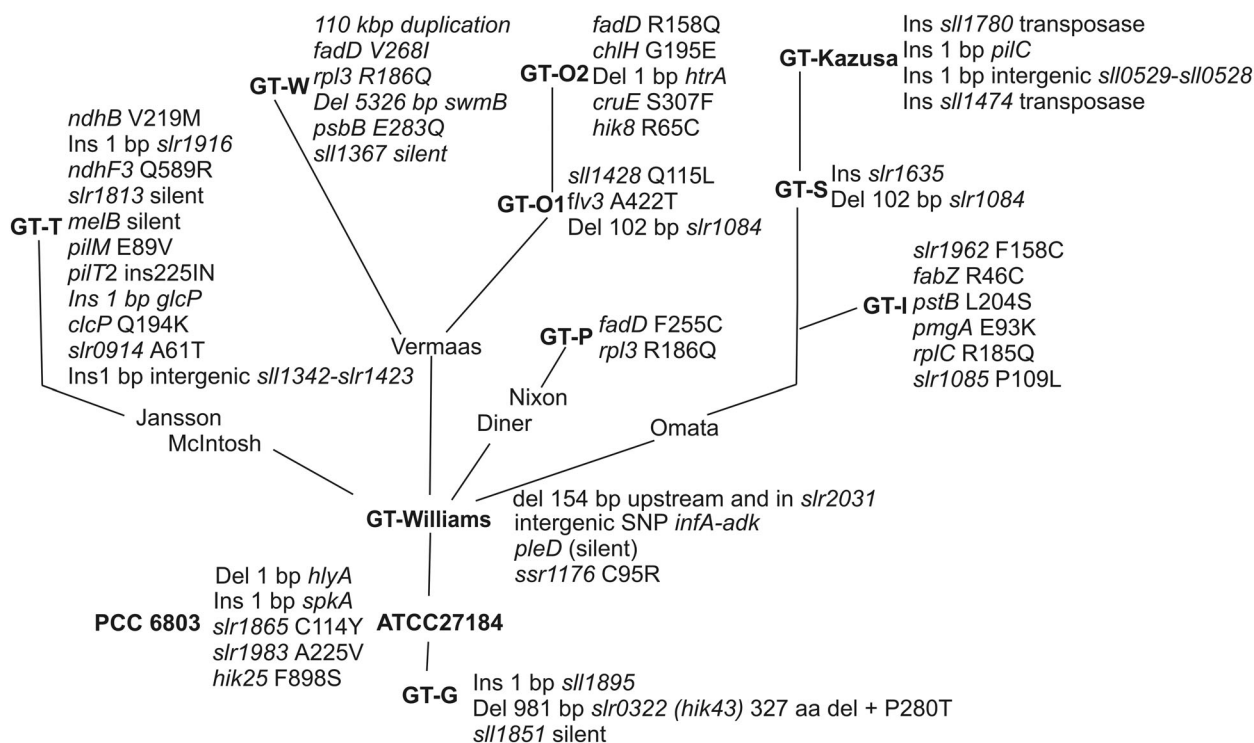 110 kbp duplication
fadD V268I
rpl3 R186Q
GT-W
Del 5326 bp swmB
psbB E283Q
sll1367 silent
fadD R158Q
chlH G195E
GT-O2
Del 1 bp htrA
cruE S307F
hik8 R65C
Ins sll1780 transposase
GT-Kazusa
Ins 1 bp pilC
Ins 1 bp intergenic sll0529-sll0528
Ins sll1474 transposase
ndhB V219M
Ins 1 bp slr1916
ndhF3 Q589R
slr1813 silent
GT-T
melB silent
pilM E89V
pilT2 ins225IN
Ins 1 bp glcP
clcP Q194K
slr0914 A61T
Ins1 bp intergenic sll1342-slr1423
sll1428 Q115L
GT-O1
flv3 A422T
Del 102 bp slr1084
GT-S
Ins slr1635
Del 102 bp slr1084
slr1962 F158C
fabZ R46C
GT-I
pstB L204S
pmgA E93K
rplC R185Q
slr1085 P109L
Vermaas
GT-P
fadD F255C
rpl3 R186Q
Nixon
Diner
Jansson
McIntosh
Omata
GT-Williams
del 154 bp upstream and in slr2031
intergenic SNP infA-adk
pleD (silent)
ssr1176 C95R
PCC 6803
Del 1 bp hlyA
Ins 1 bp spkA
slr1865 C114Y
slr1983 A225V
hik25 F898S
ATCC27184
GT-G
Ins 1 bp sll1895
Del 981 bp slr0322 (hik43) 327 aa del + P280T
sll1851 silent